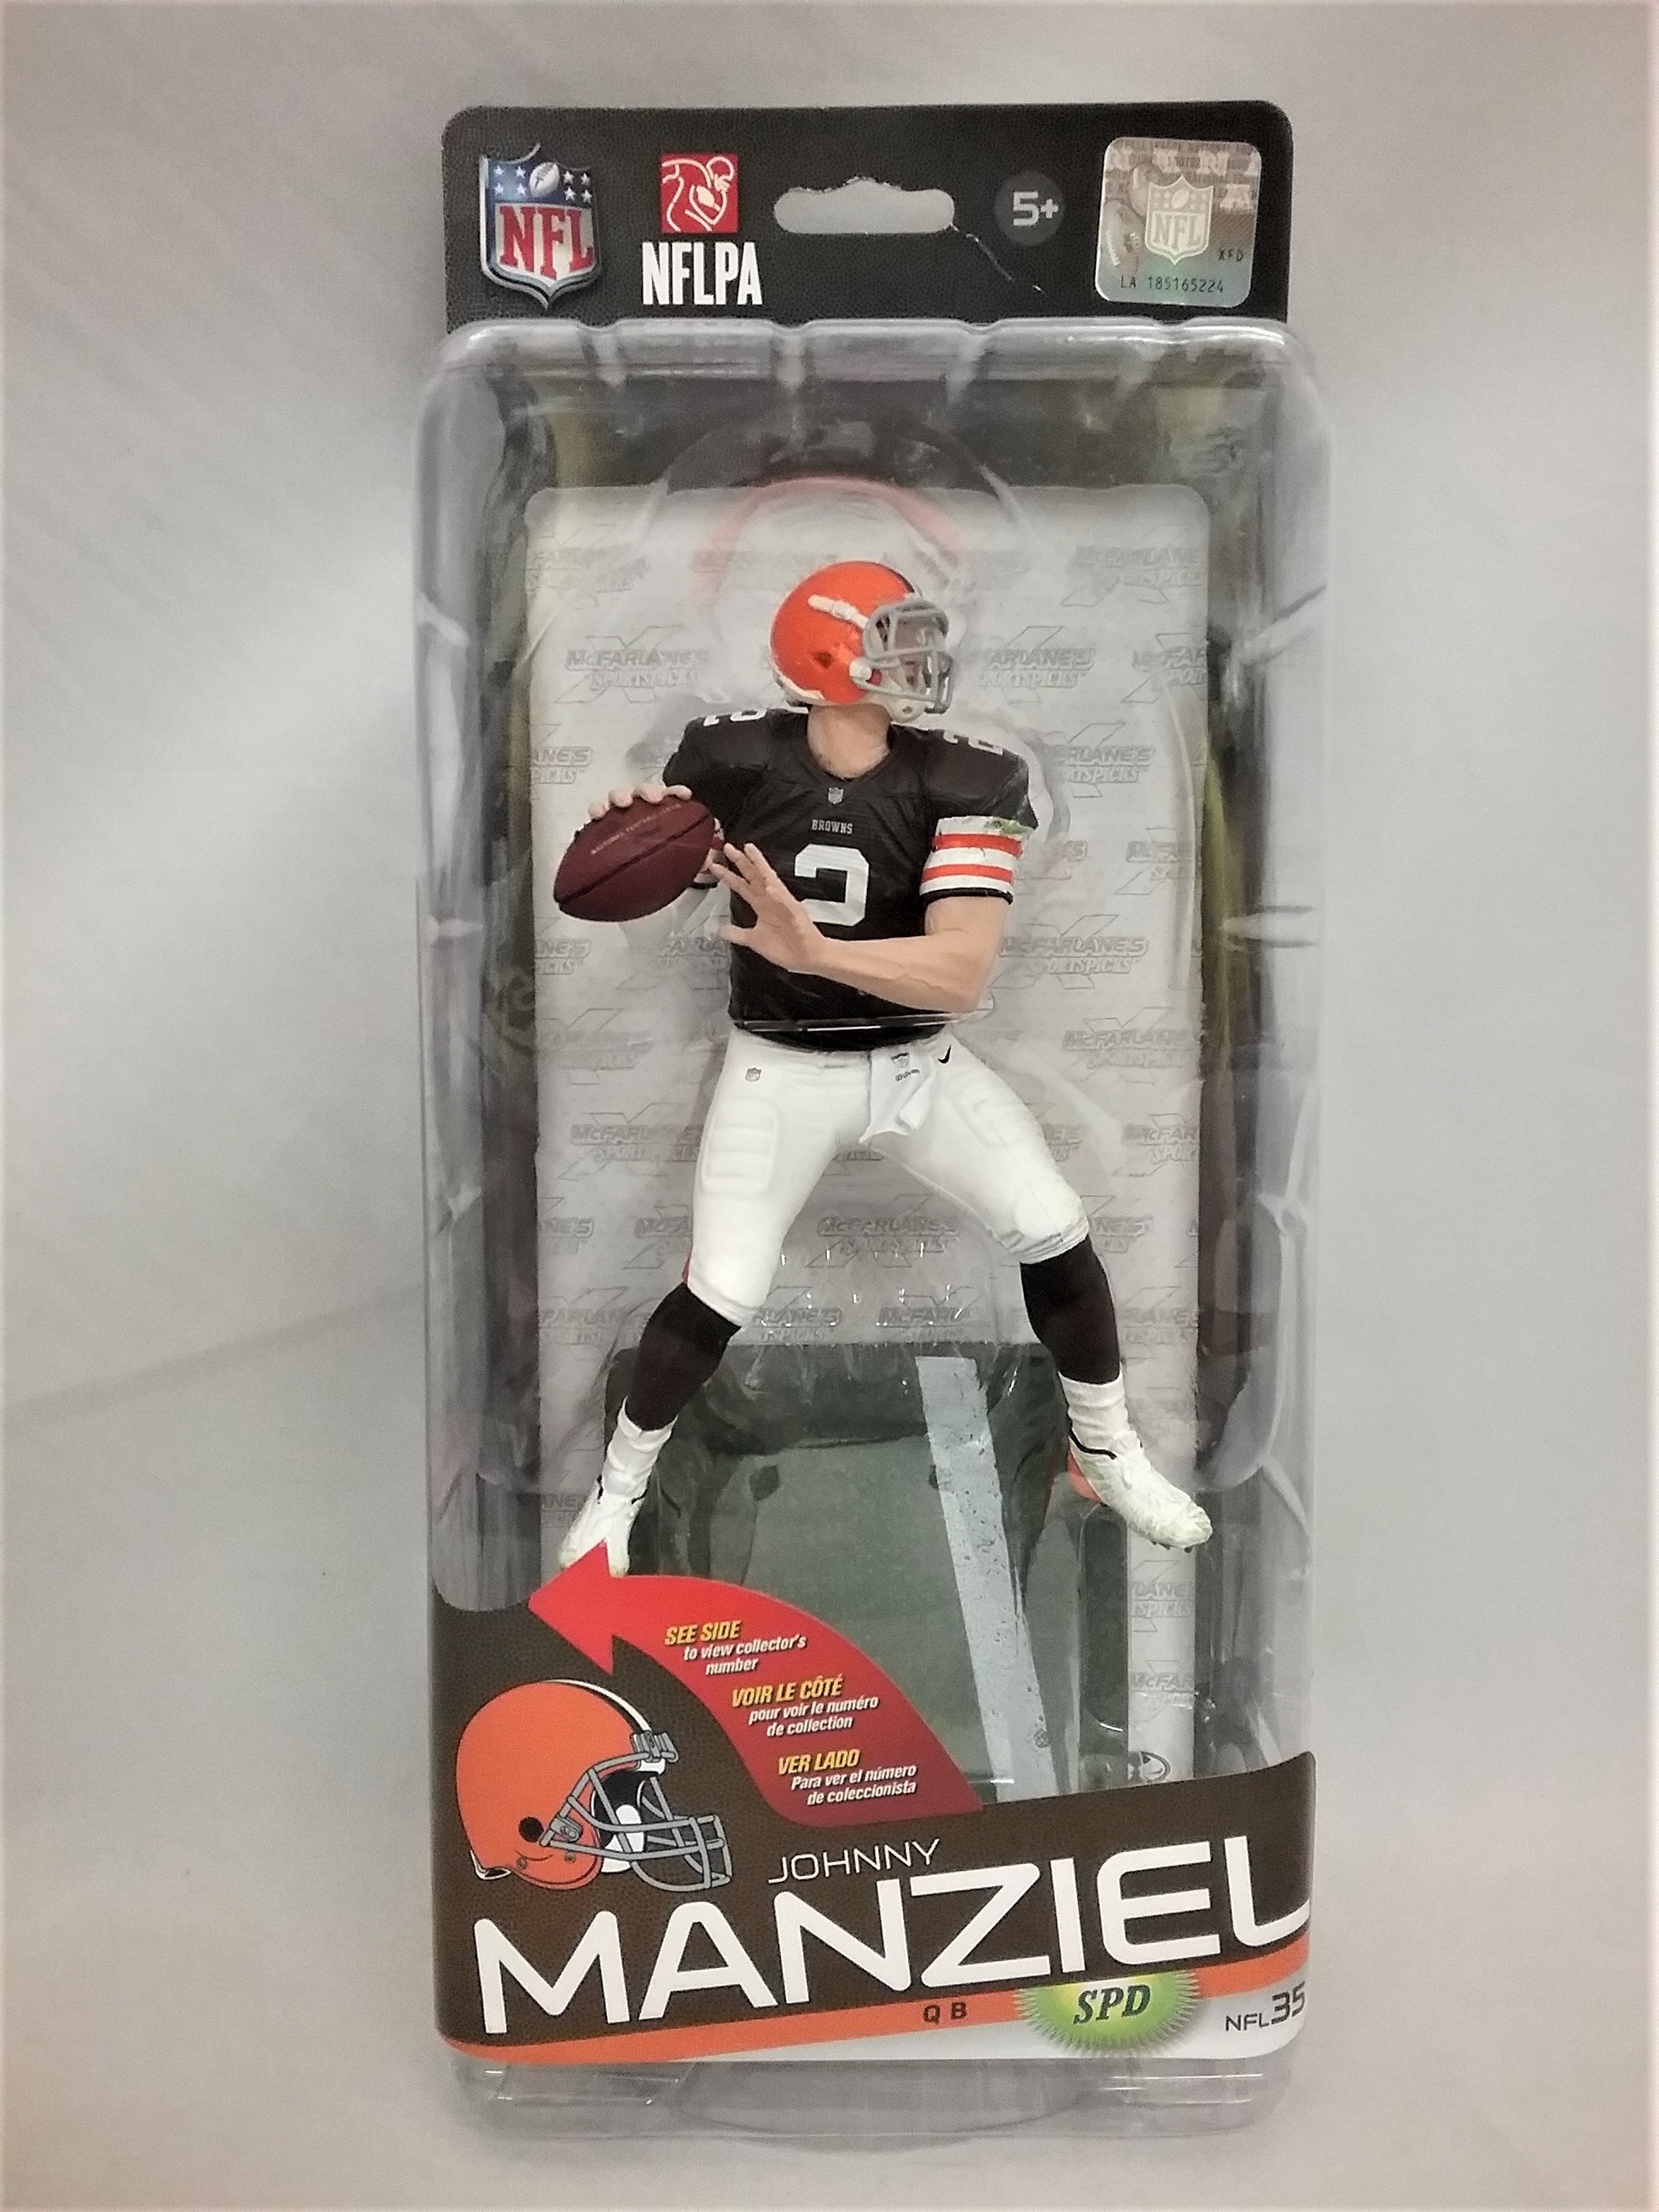 NFL
NFLPA
5+
NFL
XFD
LA 185165224
McFARLANE'S
SPORTSPICKS
BROWNS
2
SEE SIDE
to view collector's
number
VOIR LE CÔTÉ
pour voir le numéro
de collection
VER LADO
Para ver el número
de coleccionista
JOHNNY
MANZIEL
QB
SPD
NFL 35